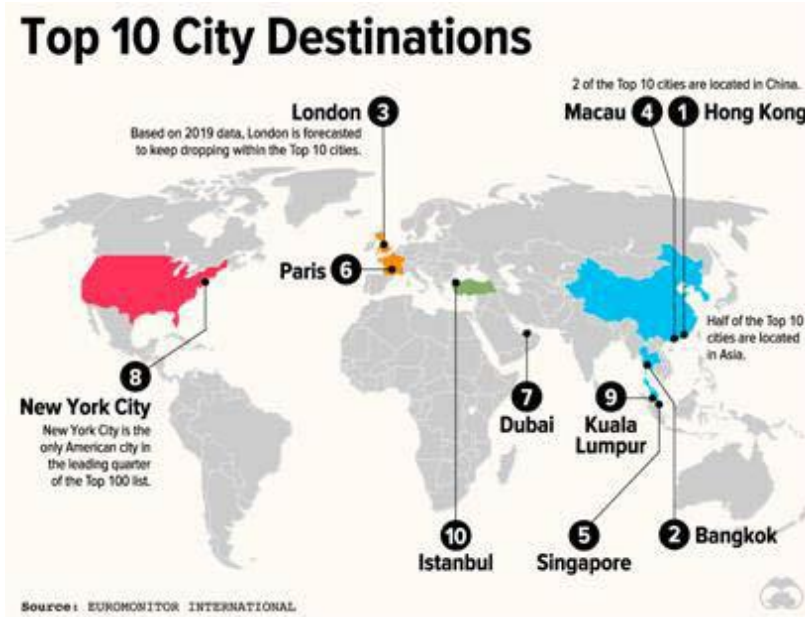 Top 10 City Destinations
2 of the Top 10 cities are located in China.
London 3
Based on 2019 data, London is forecasted
to keep dropping within the Top 10 cities.
Macau 4 1 Hong Kong
Paris 6
Half of the Top 10
cities are located
in Asia.
8
New York City
New York City is the
only American city in
the leading quarter
of the Top 100 list.
7
Dubai
9
Kuala
Lumpur
10
Istanbul
5
Singapore
2 Bangkok
Source: EUROMONITOR INTERNATIONAL